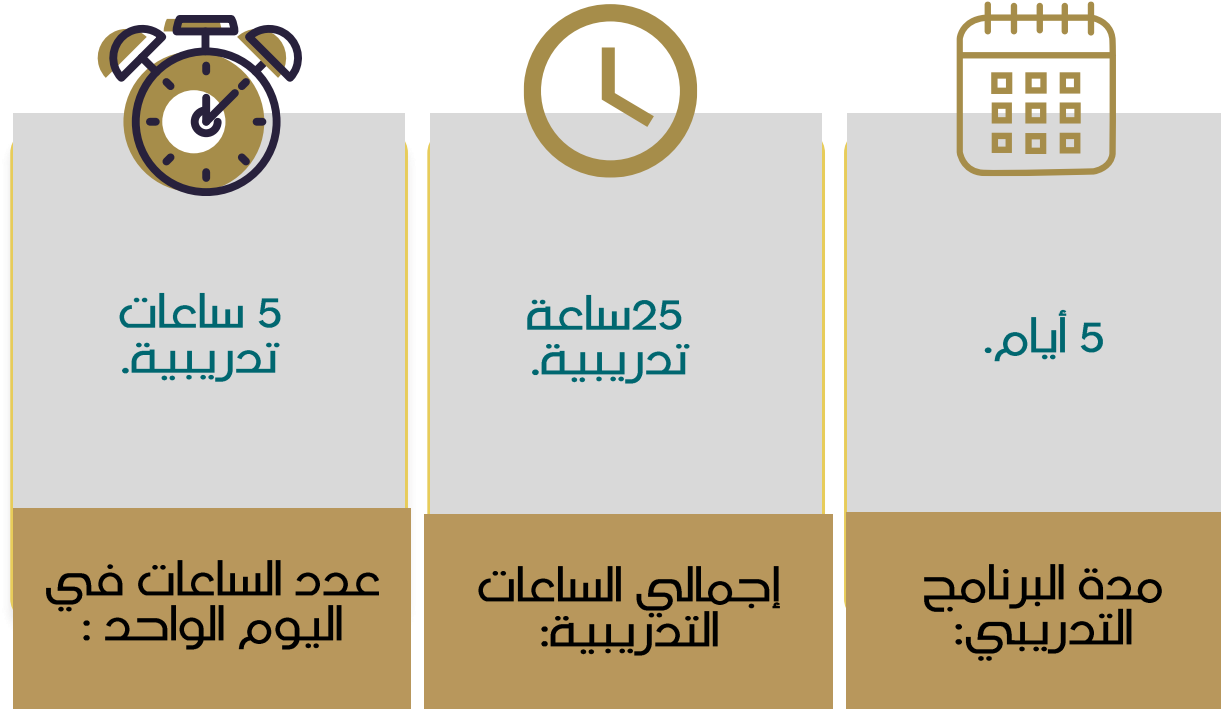 5 أيام.
مدة البرنامج
التدريبي:
25ساعة
تدريبية.
إجمالي الساعات
التدريبية:
5 ساعات
تدريبية.
عدد الساعات في
اليوم الواحد :